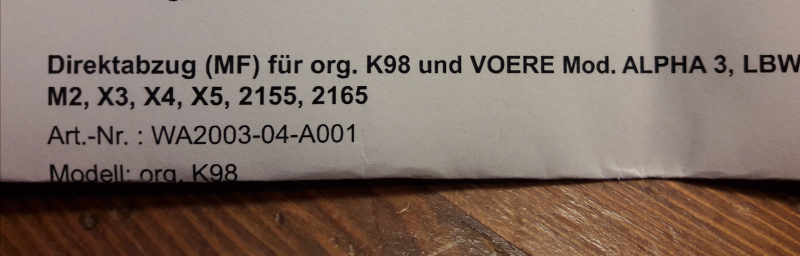 Direktabzug (MF) für org. K98 und VOERE Mod. ALPHA 3, LBW
M2, X3, X4, X5, 2155, 2165
Art.-Nr. : WA2003-04-A001
Modell: org. K98